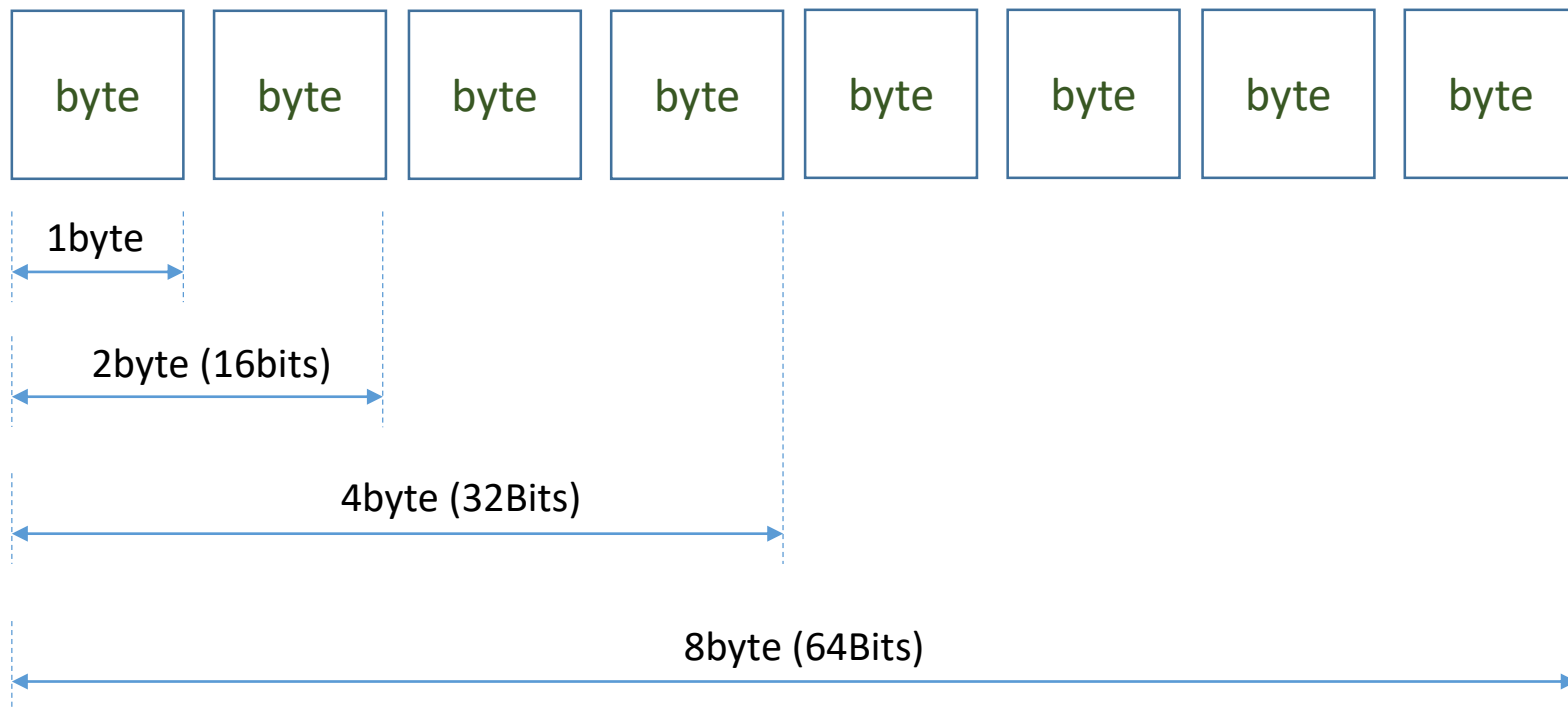 byte byte byte byte byte byte byte byte
1byte
2byte (16bits)
4byte (32Bits)
8byte (64Bits)